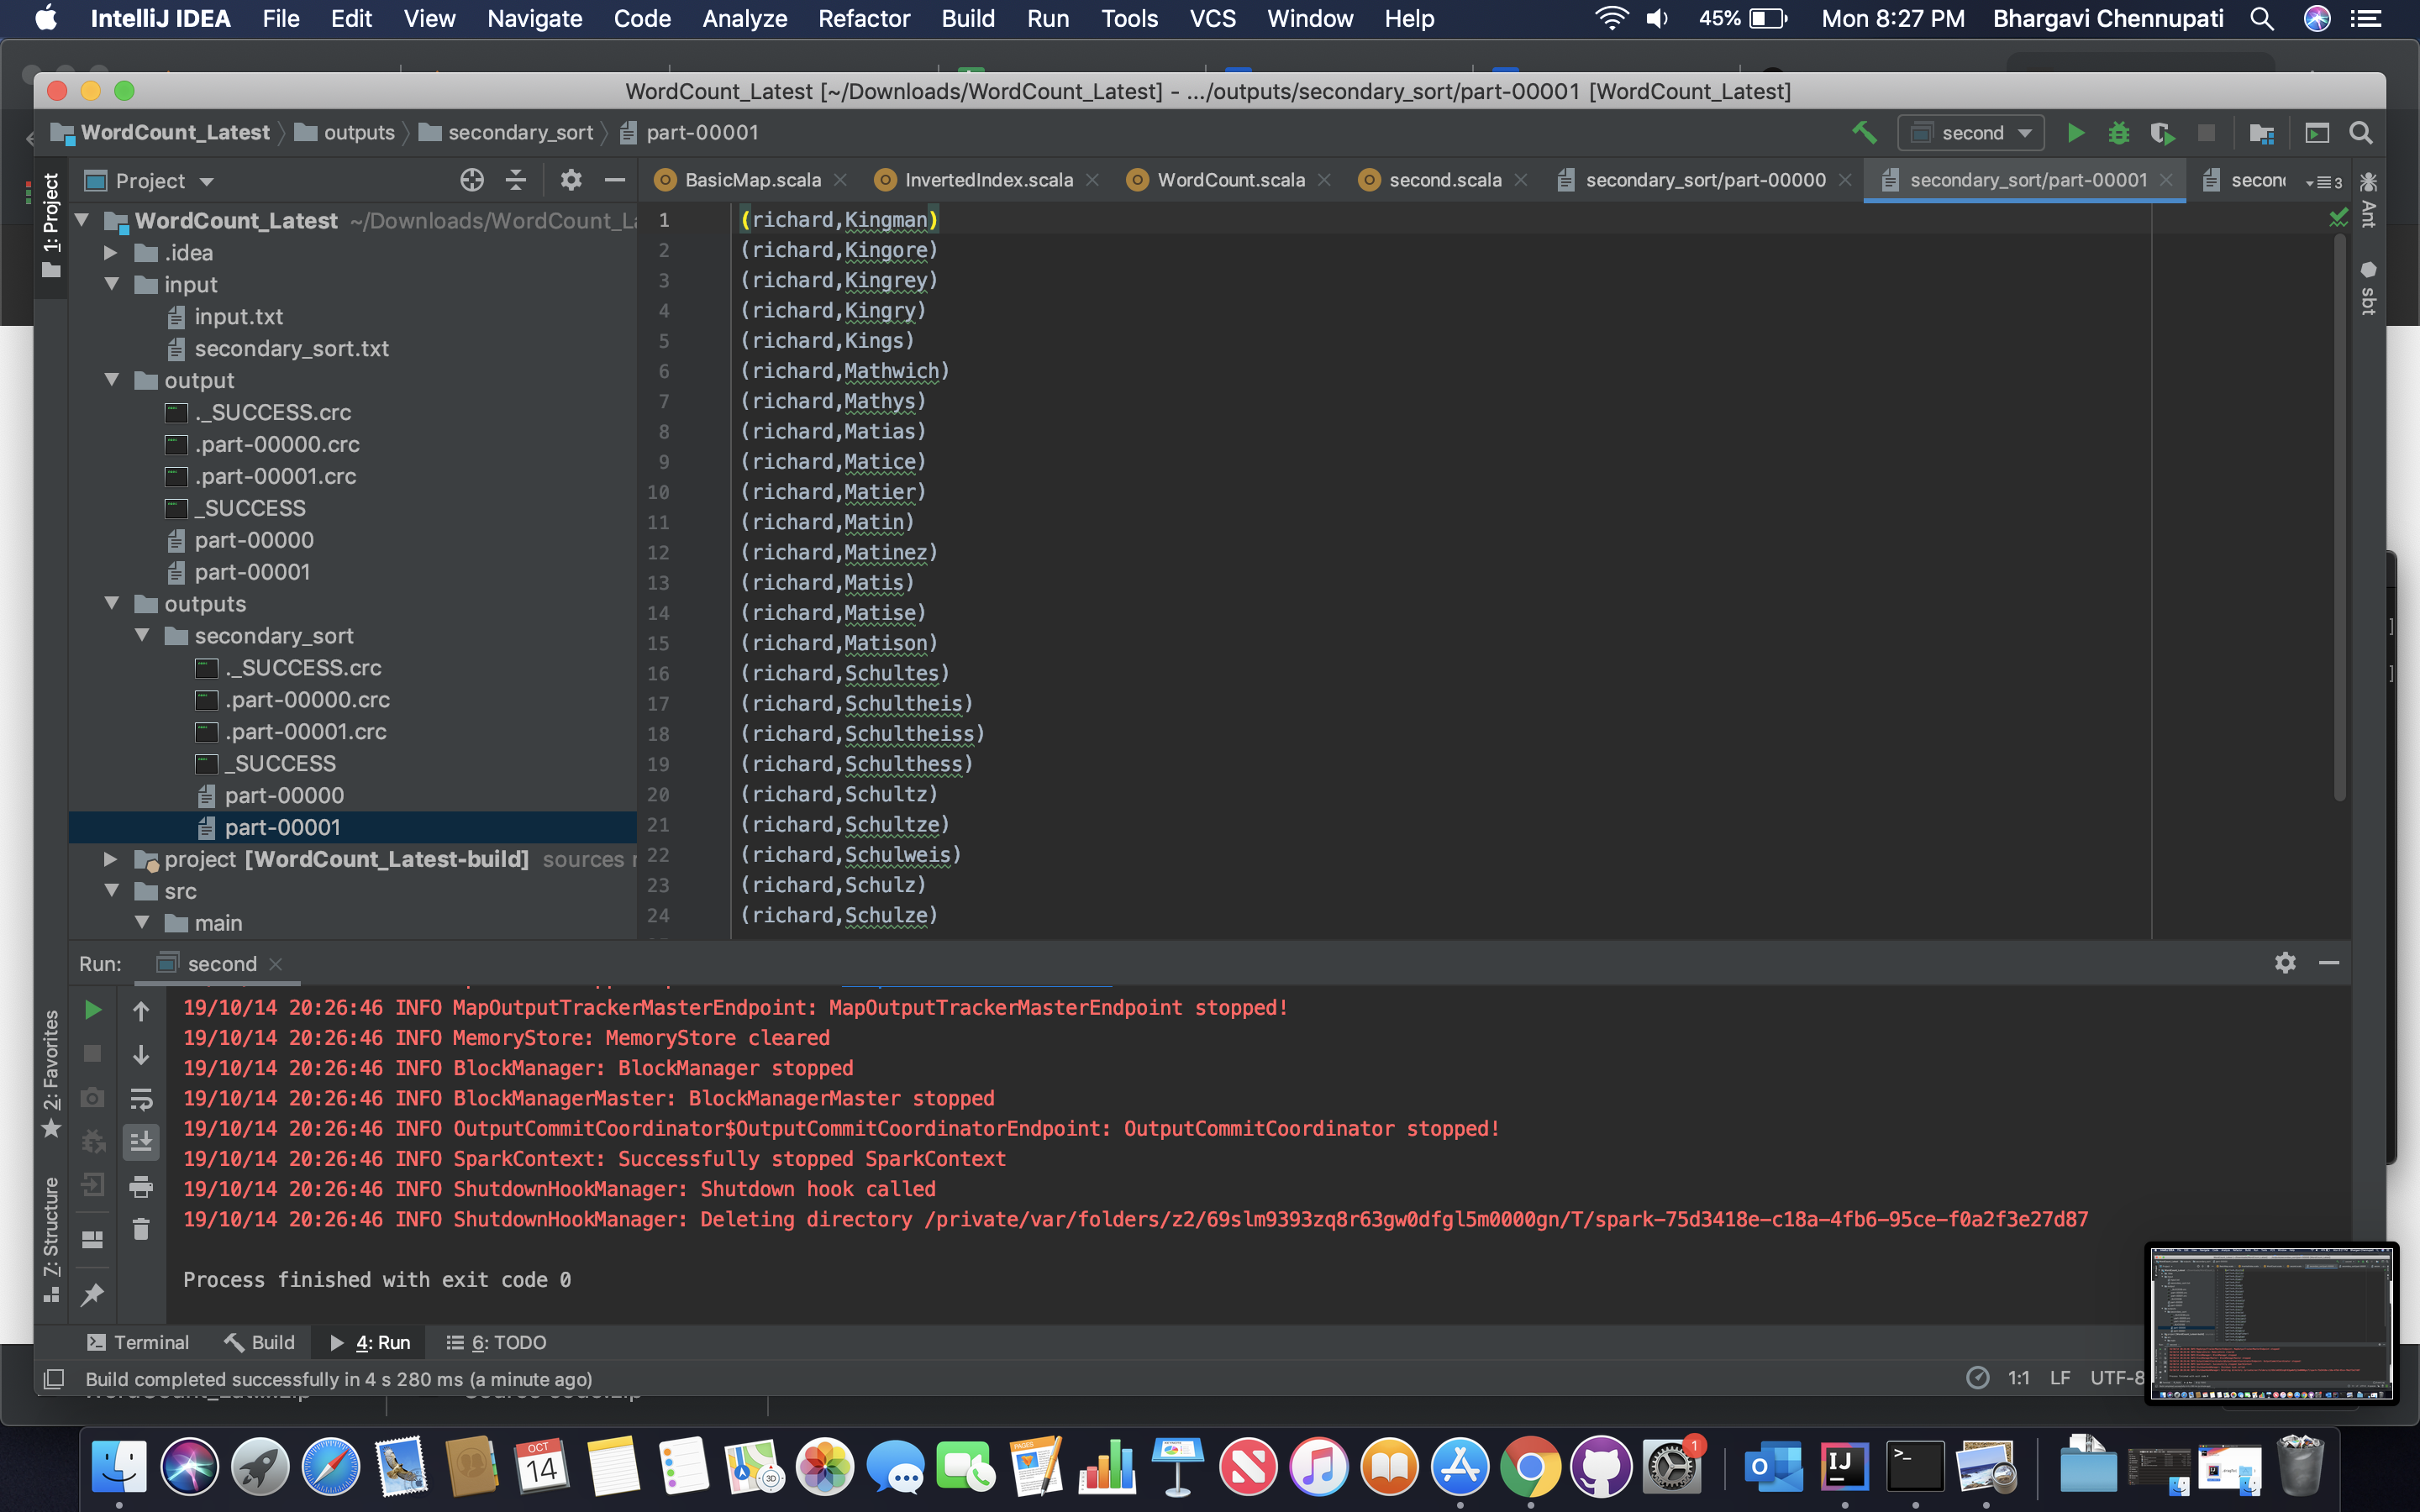 IntelliJ IDEA File Edit View Navigate Code Analyze Refactor Build Run Tools VCS Window Help 45% Mon 8:27 PM Bhargavi Chennupati
WordCount_Latest [~/Downloads/WordCount_Latest] - .../outputs/secondary_sort/part-00001 [WordCount_Latest]
WordCount_Latest outputs secondary_sort part-00001 second
1: Project
Project
BasicMap.scala InvertedIndex.scala WordCount.scala second.scala secondary_sort/part-00000 secondary_sort/part-00001 3
Ant
sbt
WordCount_Latest ~/Downloads/WordCount_L
.idea
input
input.txt
secondary_sort.txt
output
._SUCCESS.crc
.part-00000.crc
.part-00001.crc
_SUCCESS
part-00000
part-00001
outputs
secondary_sort
._SUCCESS.crc
.part-00000.crc
.part-00001.crc
_SUCCESS
part-00000
part-00001
project [WordCount_Latest-build] sources
src
main
1 (richard,Kingman)
2 (richard,Kingore)
3 (richard,Kingrey)
4 (richard,Kingry)
5 (richard,Kings)
6 (richard,Mathwich)
7 (richard,Mathys)
8 (richard,Matias)
9 (richard,Matice)
10 (richard,Matier)
11 (richard,Matin)
12 (richard,Matinez)
13 (richard,Matis)
14 (richard,Matise)
15 (richard,Matison)
16 (richard,Schultes)
17 (richard,Schultheis)
18 (richard,Schultheiss)
19 (richard,Schulthess)
20 (richard,Schultz)
21 (richard,Schultze)
22 (richard,Schulweis)
23 (richard,Schulz)
24 (richard,Schulze)
Run: second
2: Favorites
Z: Structure
19/10/14 20:26:46 INFO MapOutputTrackerMasterEndpoint: MapOutputTrackerMasterEndpoint stopped!
19/10/14 20:26:46 INFO MemoryStore: MemoryStore cleared
19/10/14 20:26:46 INFO BlockManager: BlockManager stopped
19/10/14 20:26:46 INFO BlockManagerMaster: BlockManagerMaster stopped
19/10/14 20:26:46 INFO OutputCommitCoordinator$OutputCommitCoordinatorEndpoint: OutputCommitCoordinator stopped!
19/10/14 20:26:46 INFO SparkContext: Successfully stopped SparkContext
19/10/14 20:26:46 INFO ShutdownHookManager: Shutdown hook called
19/10/14 20:26:46 INFO ShutdownHookManager: Deleting directory /private/var/folders/z2/69slm9393zq8r63gw0dfgl5m0000gn/T/spark-75d3418e-c18a-4fb6-95ce-f0a2f3e27d87
Process finished with exit code 0
Terminal Build 4: Run 6: TODO
Build completed successfully in 4 s 280 ms (a minute ago) 1:1 LF UTF-8
OCT
14
PAGES
3D
1
IJ